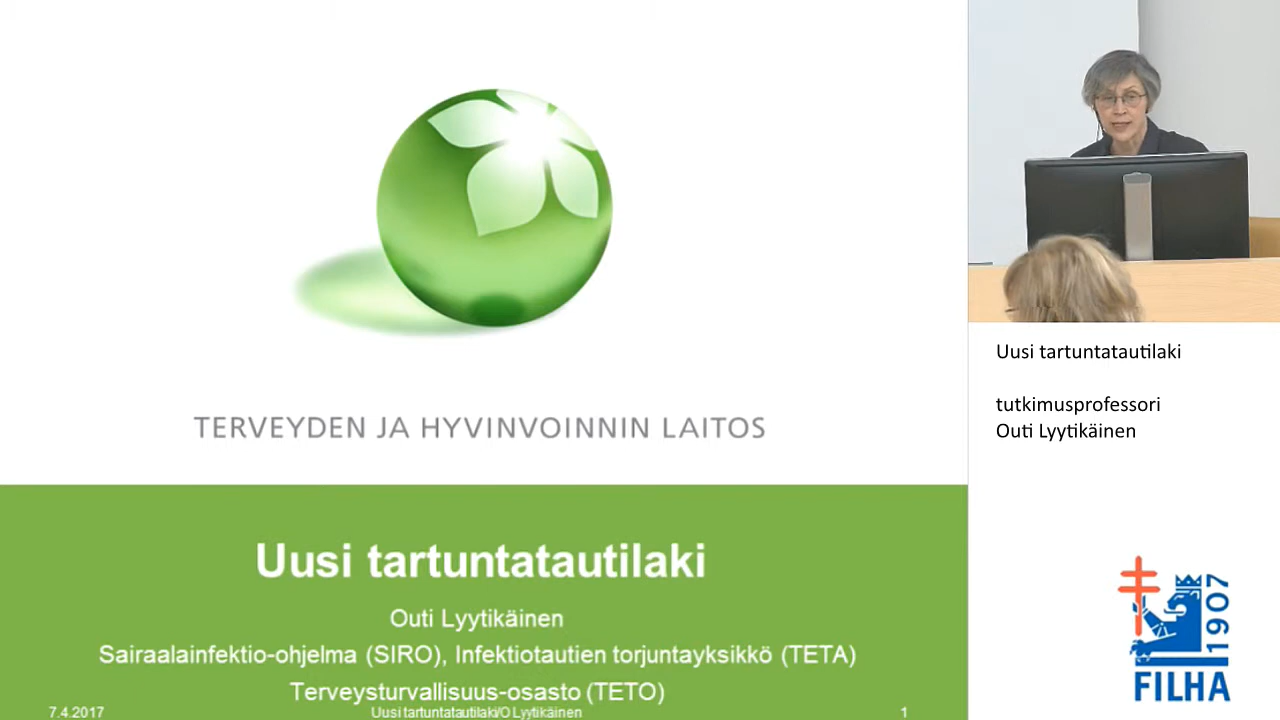 TERVEYDEN JA HYVINVOINNIN LAITOS
Uusi tartuntatautilaki
Outi Lyytikäinen
Sairaalainfektio-ohjelma (SIRO), Infektiotautien torjuntayksikkö (TETA)
Terveysturvallisuus-osasto (TETO)
7.4.2017
Uusi tartuntatautilaki/O Lyytikäinen
1
Uusi tartuntatautilaki
tutkimusprofessori
Outi Lyytikäinen
1907
FILHA